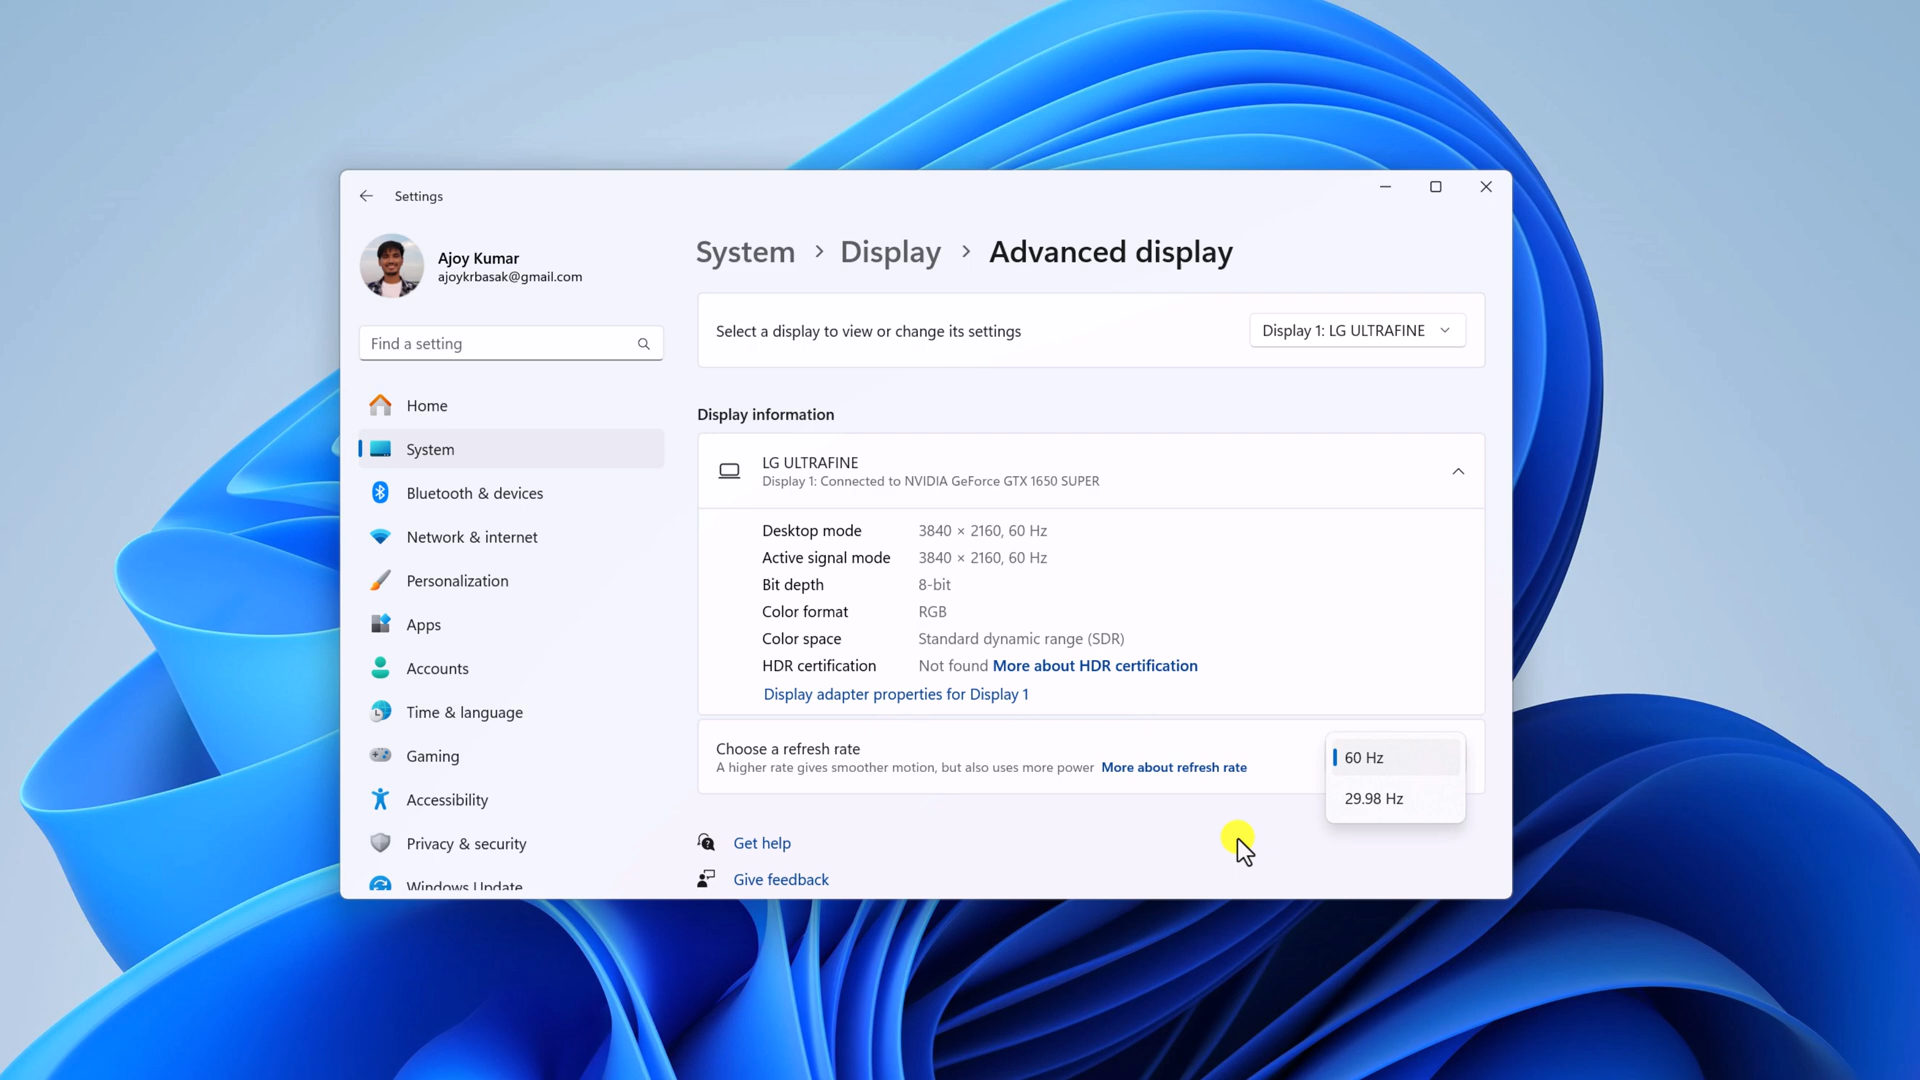 Settings
Ajoy Kumar
ajoykrbasak@gmail.com
Find a setting
Home
System
Bluetooth & devices
Network & internet
Personalization
Apps
Accounts
Time & language
Gaming
Accessibility
Privacy & security
Windows Update
System > Display > Advanced display
Select a display to view or change its settings
Display 1: LG ULTRAFINE
Display information
LG ULTRAFINE
Display 1: Connected to NVIDIA GeForce GTX 1650 SUPER
Desktop mode 3840 × 2160, 60 Hz
Active signal mode 3840 × 2160, 60 Hz
Bit depth 8-bit
Color format RGB
Color space Standard dynamic range (SDR)
HDR certification Not found More about HDR certification
Display adapter properties for Display 1
Choose a refresh rate
A higher rate gives smoother motion, but also uses more power More about refresh rate
60 Hz
29.98 Hz
Get help
Give feedback